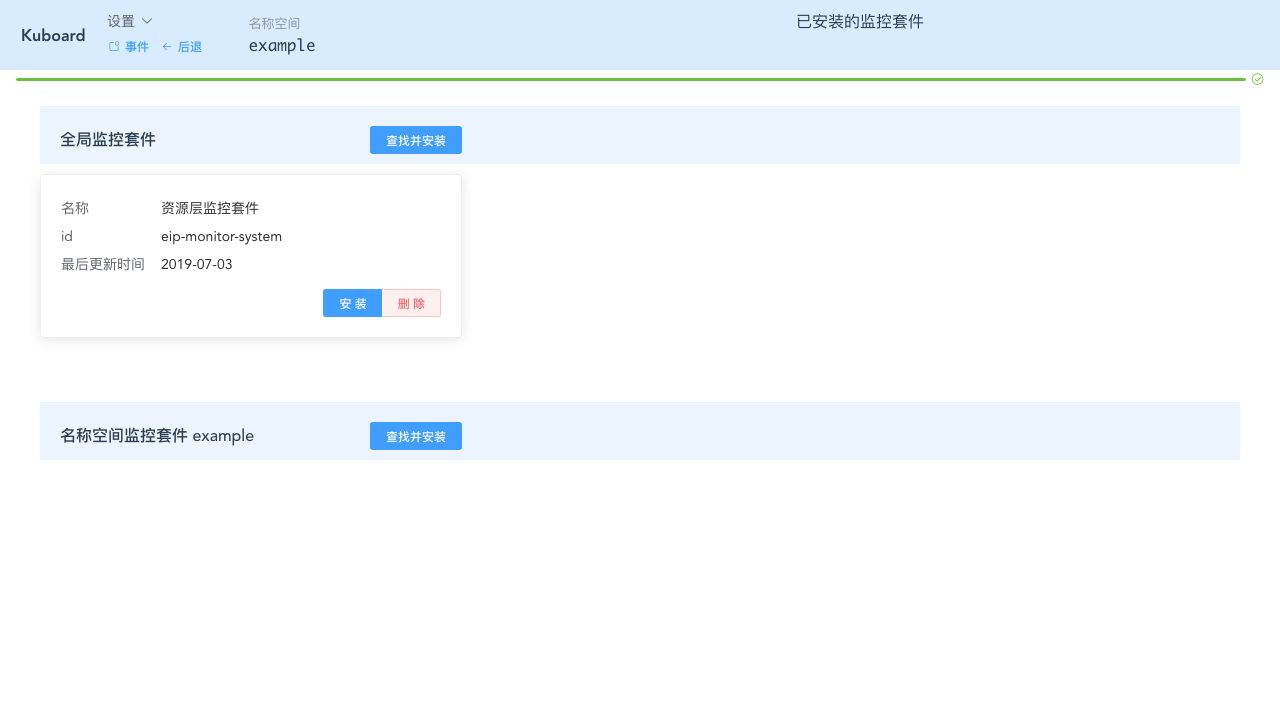 Kuboard
设置
事件 后退
名称空间
example
已安装的监控套件
全局监控套件 查找并安装
名称 资源层监控套件
id eip-monitor-system
最后更新时间 2019-07-03
安 装 删 除
名称空间监控套件 example 查找并安装